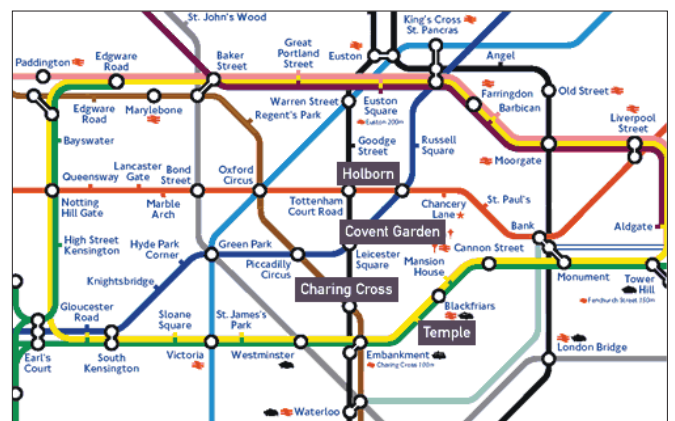 St. John's Wood
King's Cross
St. Pancras
Paddington
Edgware
Road
Baker
Street
Great
Portland
Street
Euston
Angel
Edgware
Road
Marylebone
Warren Street
Regent's Park
Euston
Square
Euston 200m
Farringdon
Barbican
Old Street
Liverpool
Street
Bayswater
Goodge
Street
Russell
Square
Moorgate
Queensway
Lancaster
Gate
Bond
Street
Oxford
Circus
Holborn
Notting
Hill Gate
Marble
Arch
Tottenham
Court Road
Chancery
Lane
St. Paul's
Bank
Aldgate
High Street
Kensington
Hyde Park
Corner
Green Park
Covent Garden
Leicester
Square
Cannon Street
Mansion
House
Piccadilly
Circus
Knightsbridge
Charing Cross
Monument
Tower
Hill
Fenchurch Street 150m
Gloucester
Road
Sloane
Square
St. James's
Park
Blackfriars
Temple
Earl's
Court
South
Kensington
Victoria
Westminster
Embankment
Charing Cross 100m
London Bridge
Waterloo